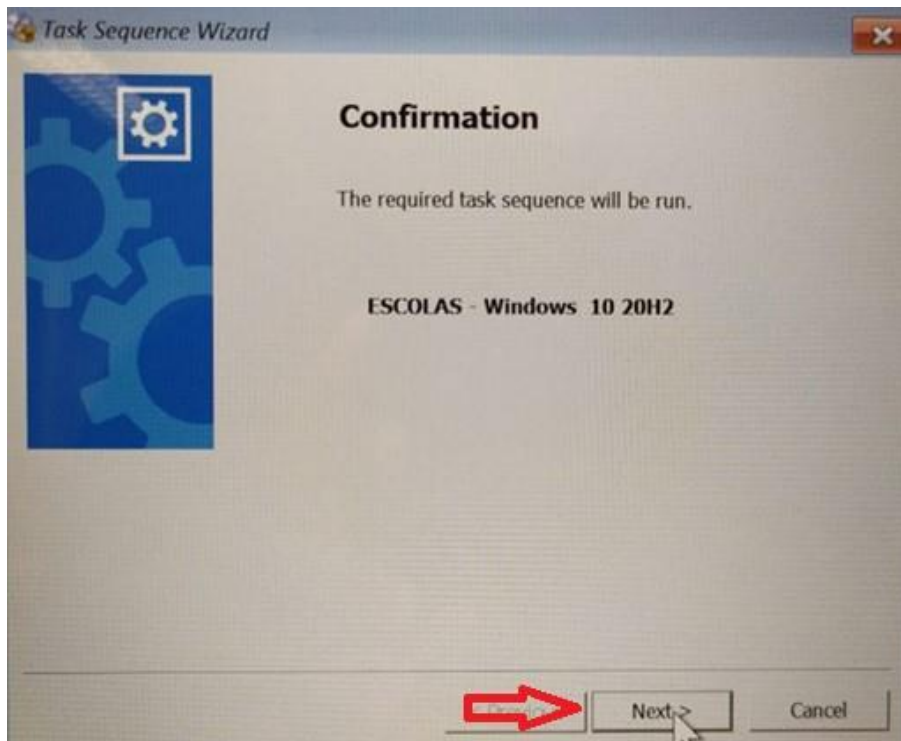 Task Sequence Wizard
Confirmation
The required task sequence will be run.
ESCOLAS - Windows 10 20H2
Next >
Cancel